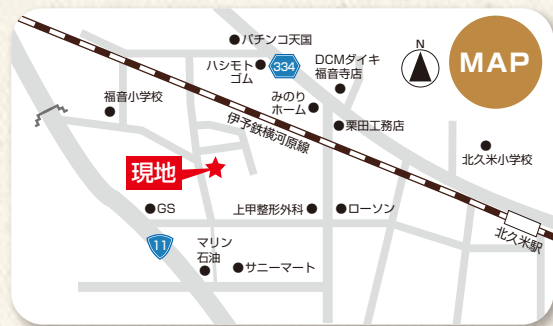 パチンコ天国
ハシモト
ゴム
334
DCMダイキ
福音寺店
N
MAP
福音小学校
みのり
ホーム
伊予鉄横河原線
栗田工務店
北久米小学校
現地
GS
上甲整形外科
ローソン
北久米駅
11
マリン
石油
サニーマート